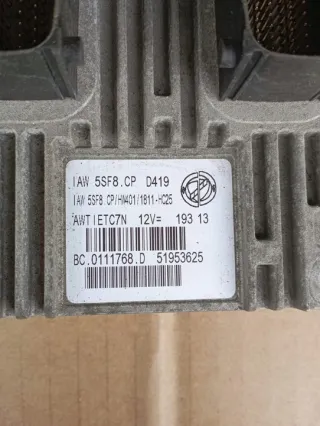 IAW 5SF8.CP D419
IAW 5SF8.CP/HW401/1811-HC25
AWTIETC7N 12V= 193 13
BC.0111768.D 51953625